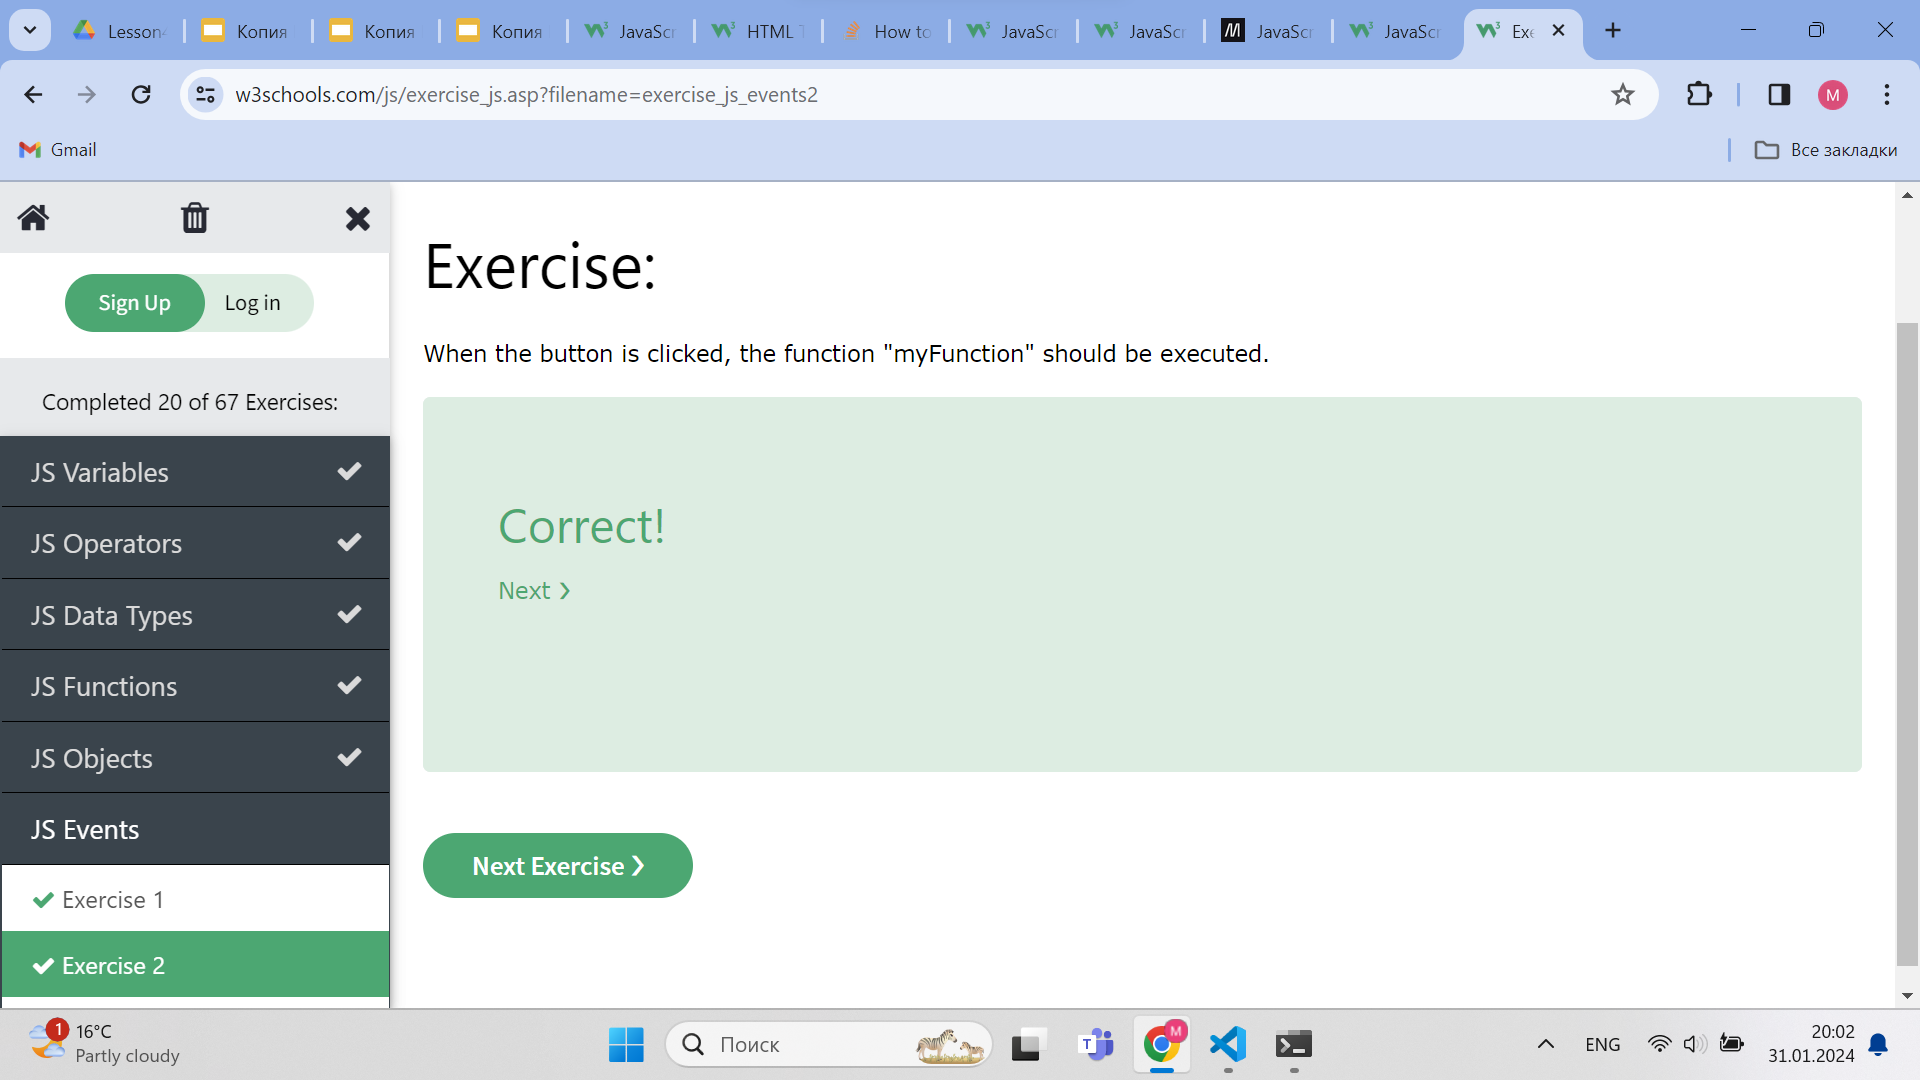 Lesson
Копия
Копия
Копия
JavaScr
HTML
How to
JavaScr
JavaScr
JavaScr
JavaScr
Exe
w3schools.com/js/exercise_js.asp?filename=exercise_js_events2
M
Gmail
Все закладки
Sign Up
Log in
Completed 20 of 67 Exercises:
JS Variables
JS Operators
JS Data Types
JS Functions
JS Objects
JS Events
Exercise 1
Exercise 2
Exercise:
When the button is clicked, the function "myFunction" should be executed.
Correct!
Next ❯
Next Exercise ❯
1
16°C
Partly cloudy
Поиск
M
ENG
20:02
31.01.2024